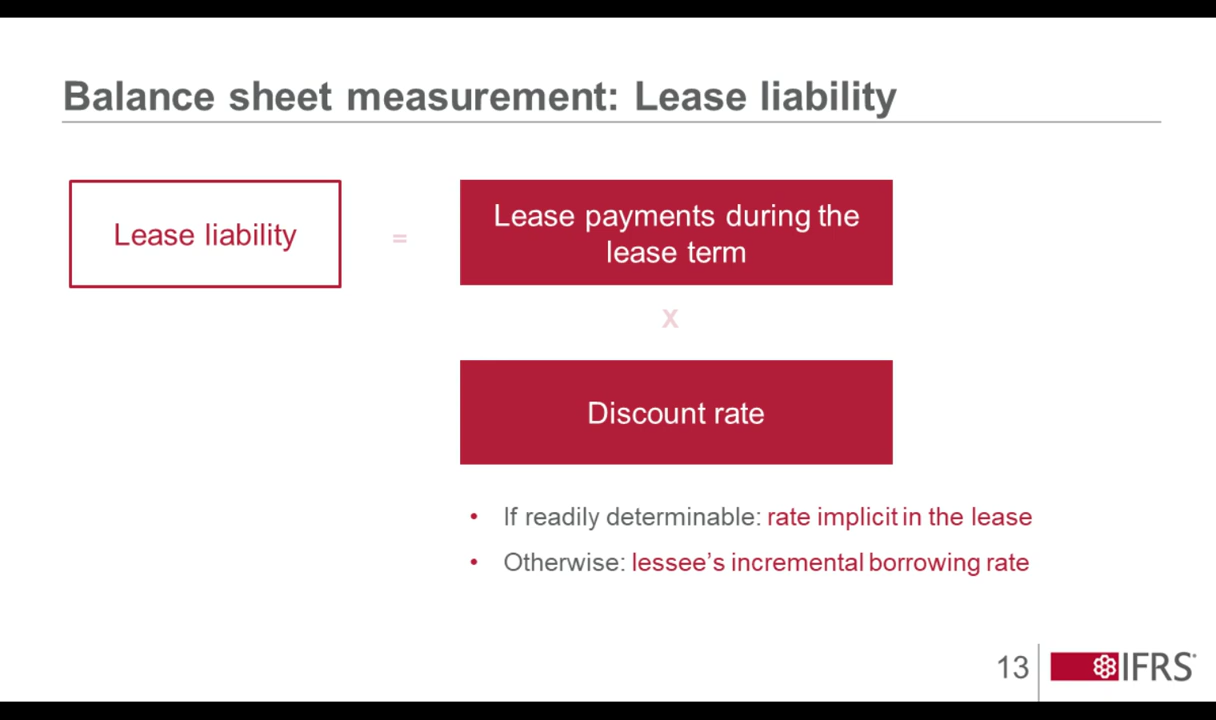 Balance sheet measurement: Lease liability
Lease liability
=
Lease payments during the
lease term
x
Discount rate
• If readily determinable: rate implicit in the lease
• Otherwise: lessee’s incremental borrowing rate
13
IFRS